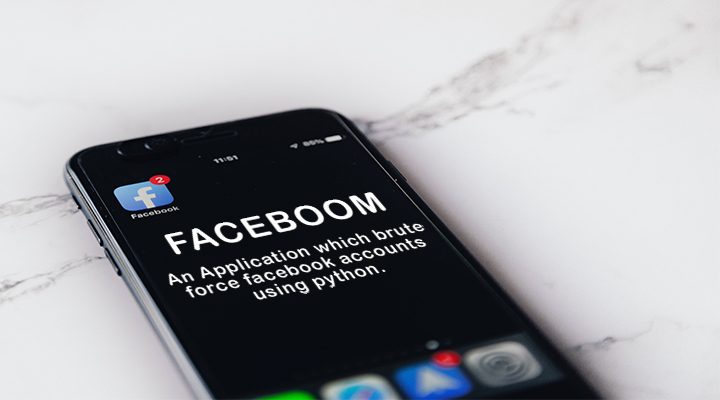 11:51
85%
2
Facebook
FACEBOOM
An Application which brute
force facebook accounts
using python.